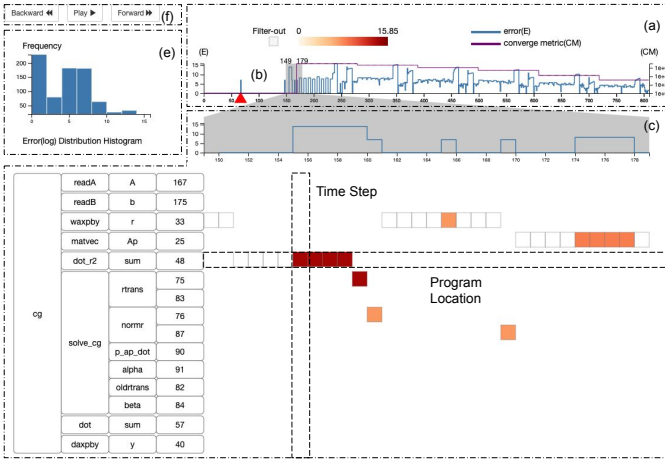 Backward Play Forward (f)
Filter-out 0 15.85 error(E) converge metric(CM) (a)
(e)
Frequency
200
150
100
50
0
0 5 10 15
Error(log) Distribution Histogram
(E) (b) 149 179 (CM)
15
10
5
0
0 50 100 150 200 250 300 350 400 450 500 550 600 650 700 750 800
(c)
15
10
5
0
150 152 154 156 158 160 162 164 166 168 170 172 174 176 178
Time Step
Program
Location
cg
readA A 167
readB b 175
waxpby r 33
matvec Ap 25
dot_r2 sum 48
solve_cg
rtrans 75
83
normr 76
87
p_ap_dot 90
alpha 91
oldrtrans 82
beta 84
dot sum 57
daxpby y 40